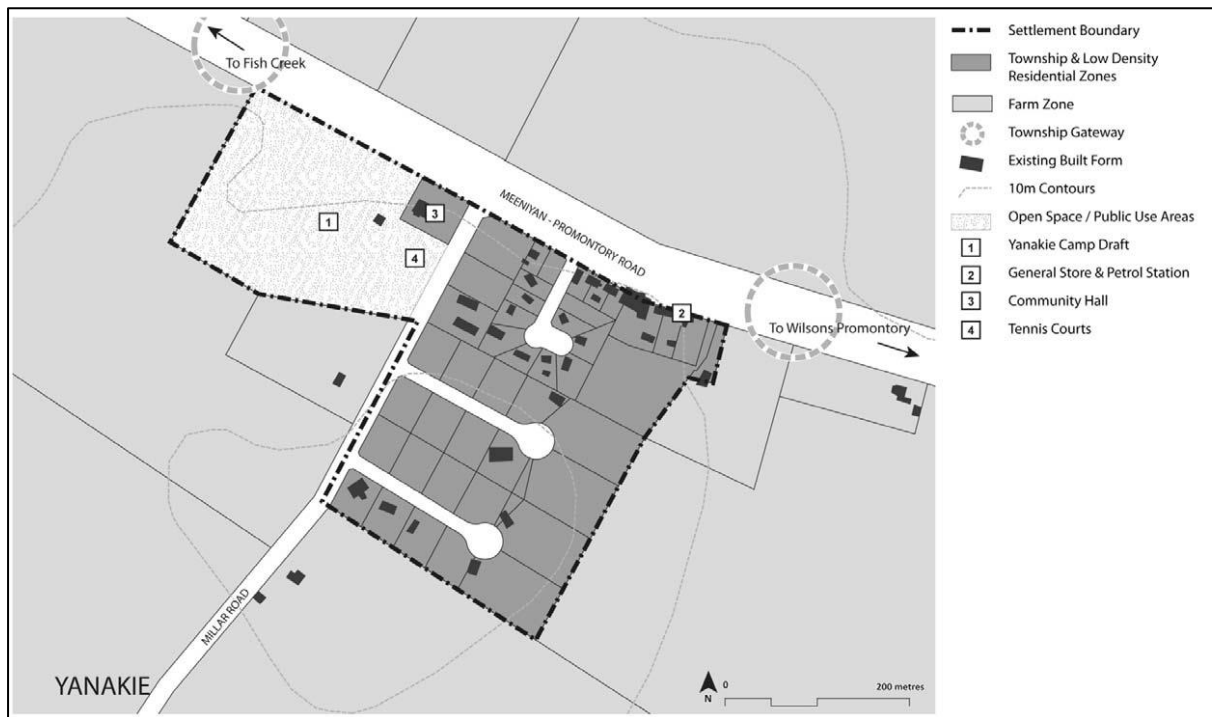 To Fish Creek
MEENIYAN - PROMONTORY ROAD
3
1
4
2
To Wilsons Promontory
MILLAR ROAD
YANAKIE
N
0
200 metres
Settlement Boundary
Township & Low Density
Residential Zones
Farm Zone
Township Gateway
Existing Built Form
10m Contours
Open Space / Public Use Areas
1 Yanakie Camp Draft
2 General Store & Petrol Station
3 Community Hall
4 Tennis Courts